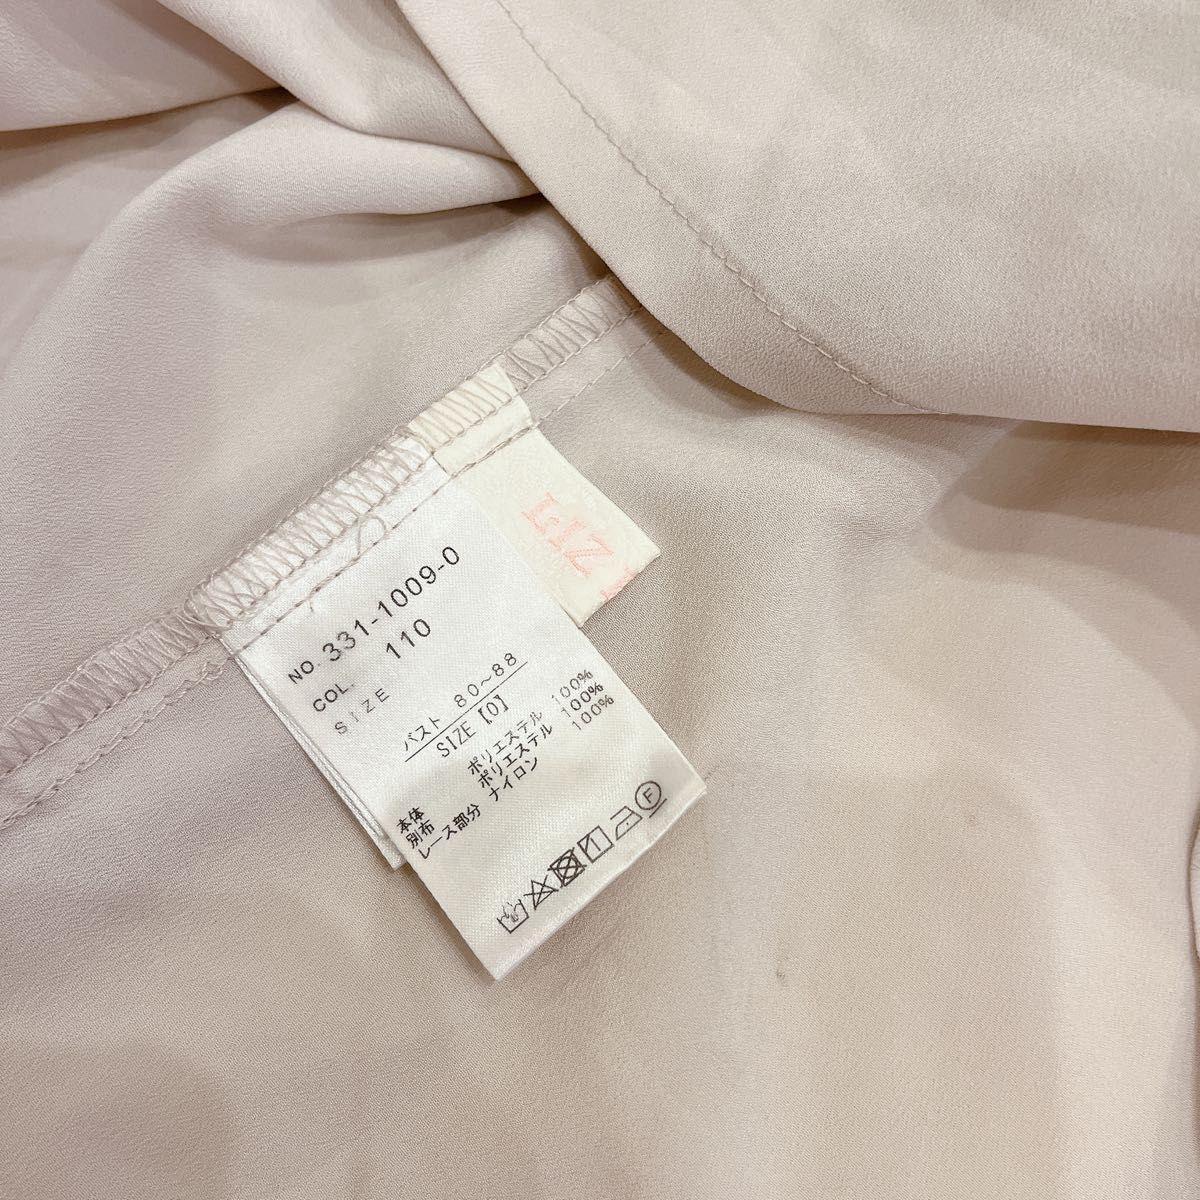 NO. 331-1009-0
COL. 110
SIZE
バスト 80~88
SIZE【0】
本体 ポリエステル 100%
別布 ポリエステル 100%
レース部分 ナイロン 100%
F
LIZ